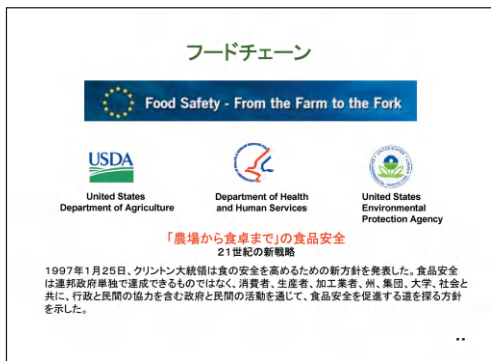 フードチェーン
Food Safety - From the Farm to the Fork
USDA
United States
Department of Agriculture
Department of Health
and Human Services
United States
Environmental
Protection Agency
「農場から食卓まで」の食品安全
21世紀の新戦略
1997年1月25日、クリントン大統領は食の安全を高めるための新方針を発表した。食品安全
は連邦政府単独で達成できるものではなく、消費者、生産者、加工業者、州、集団、大学、社会と
共に、行政と民間の協力を含む政府と民間の活動を通じて、食品安全を促進する道を探る方針
を示した。